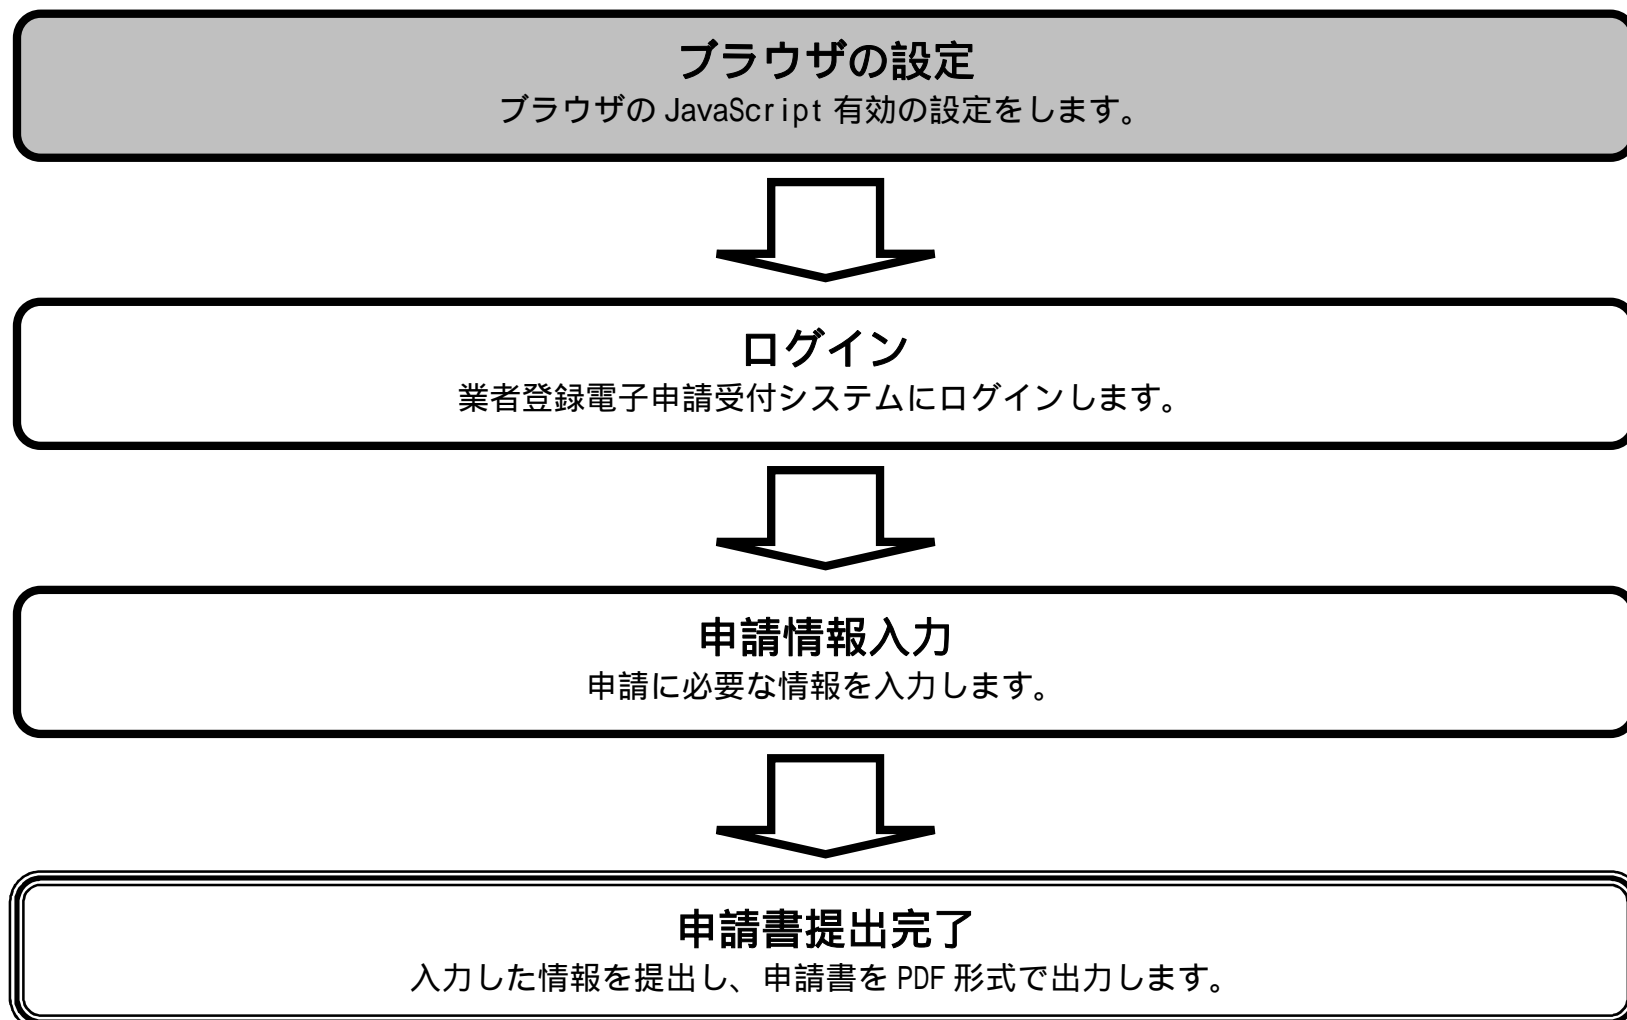 ブラウザの設定
ブラウザの JavaScript 有効の設定をします。
ログイン
業者登録電子申請受付システムにログインします。
申請情報入力
申請に必要な情報を入力します。
申請書提出完了
入力した情報を提出し、申請書を PDF 形式で出力します。